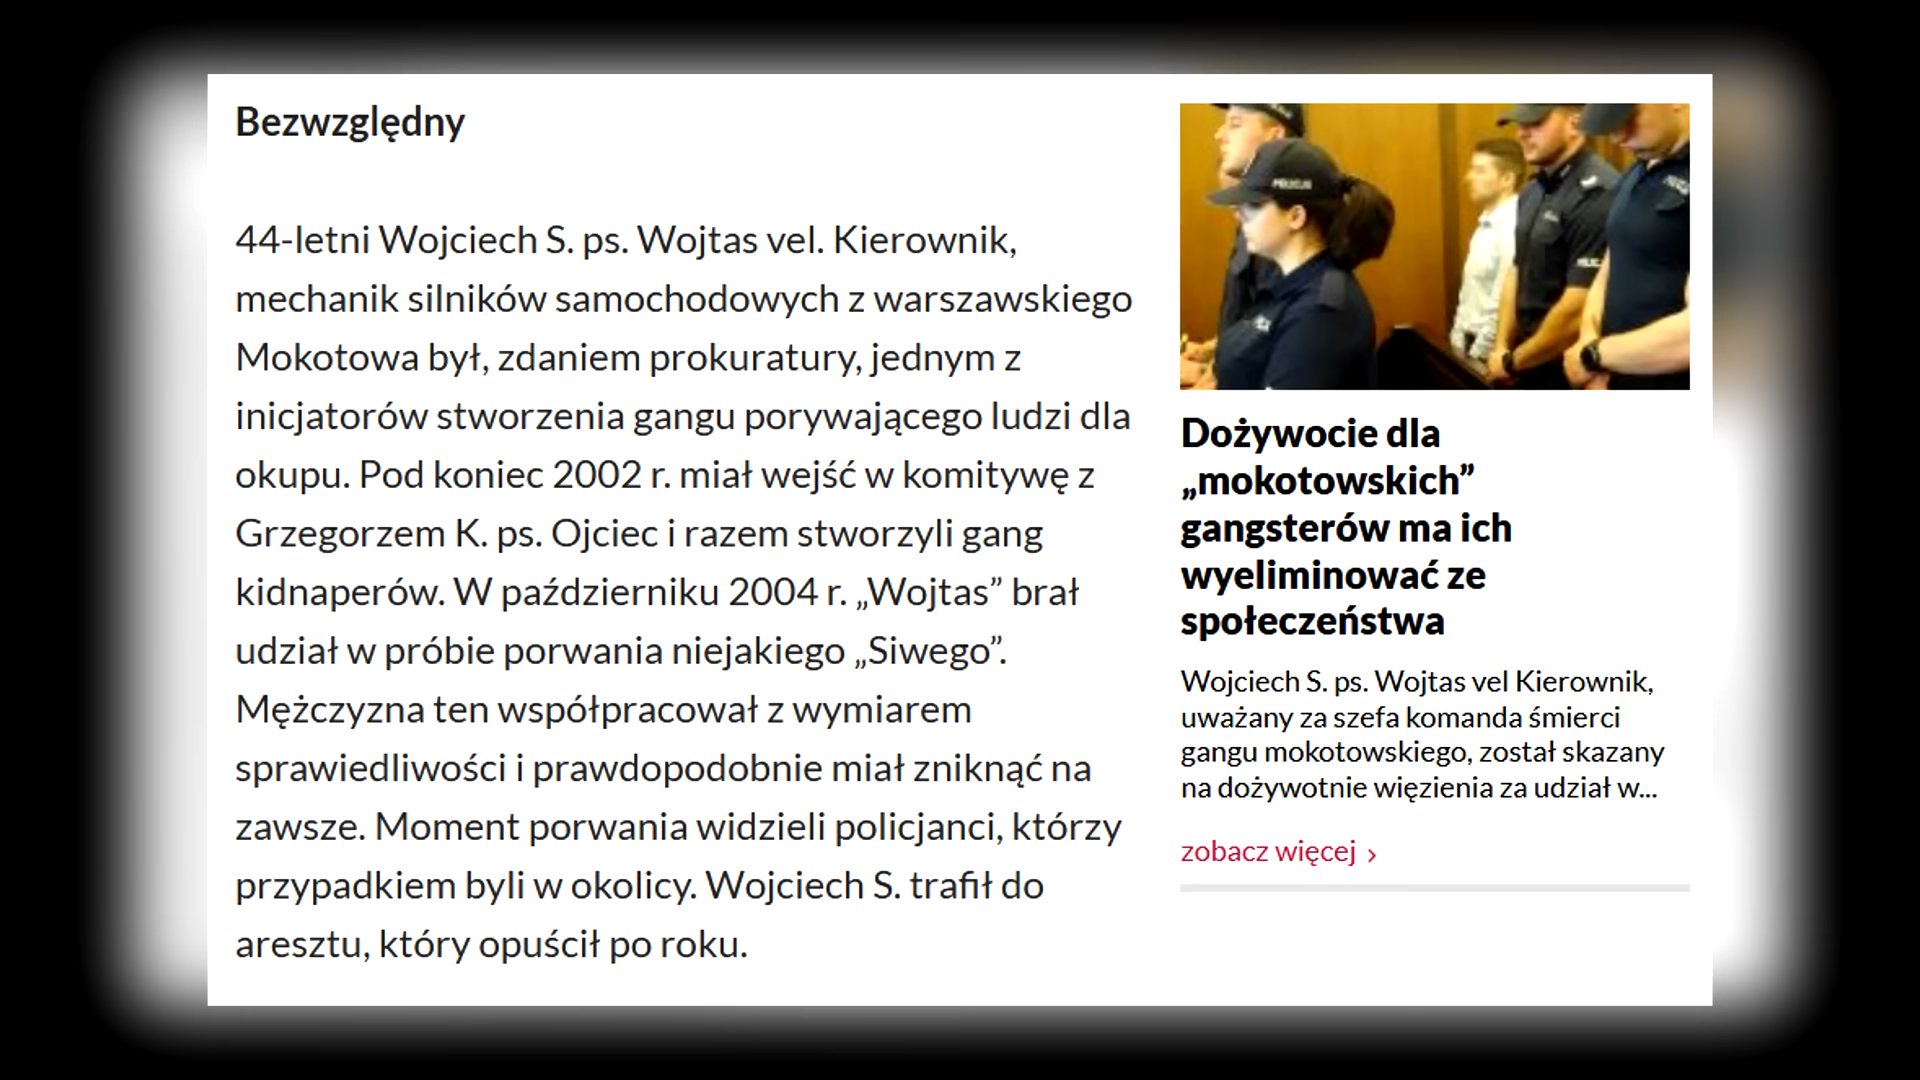 Bezwzględny
44-letni Wojciech S. ps. Wojtas vel. Kierownik,
mechanik silników samochodowych z warszawskiego
Mokotowa był, zdaniem prokuratury, jednym z
inicjatorów stworzenia gangu porywającego ludzi dla
okupu. Pod koniec 2002 r. miał wejść w komitywę z
Grzegorzem K. ps. Ojciec i razem stworzyli gang
kidnaperów. W październiku 2004 r. „Wojtas” brał
udział w próbie porwania niejakiego „Siwego”.
Mężczyzna ten współpracował z wymiarem
sprawiedliwości i prawdopodobnie miał zniknąć na
zawsze. Moment porwania widzieli policjanci, którzy
przypadkiem byli w okolicy. Wojciech S. trafił do
aresztu, który opuścił po roku.
POLICJA
Dożywocie dla
„mokotowskich”
gangsterów ma ich
wyeliminować ze
społeczeństwa
Wojciech S. ps. Wojtas vel Kierownik,
uważany za szefa komanda śmierci
gangu mokotowskiego, został skazany
na dożywotnie więzienia za udział w...
zobacz więcej ›